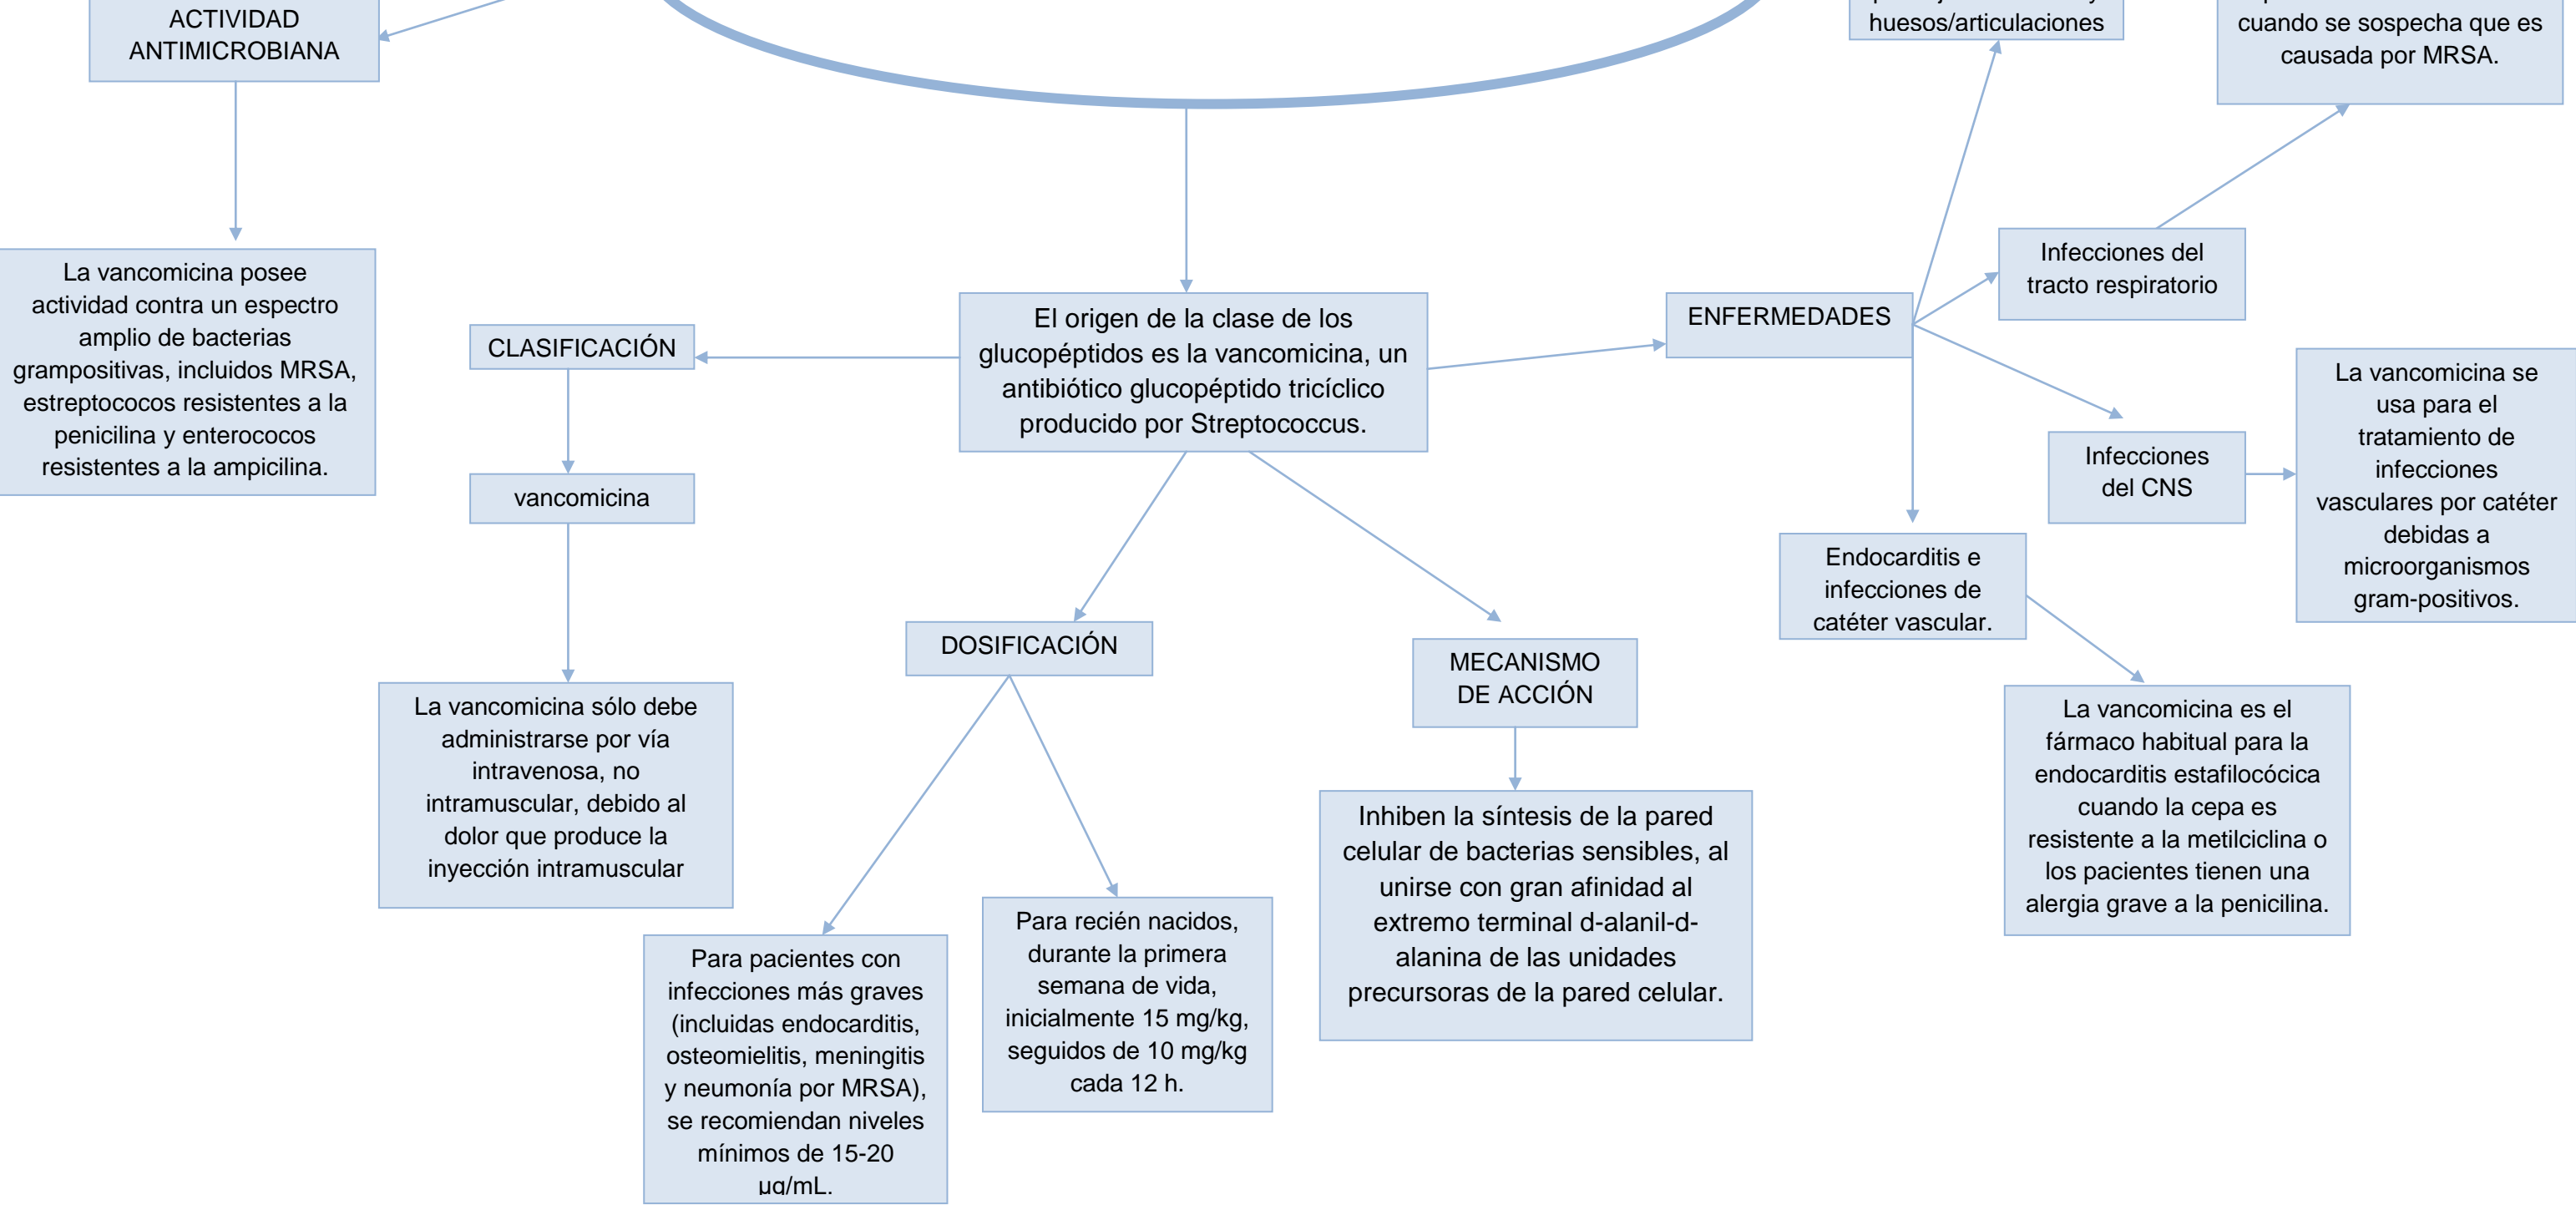 ACTIVIDAD
ANTIMICROBIANA
huesos/articulaciones
cuando se sospecha que es
causada por MRSA.
La vancomicina posee
actividad contra un espectro
amplio de bacterias
grampositivas, incluidos MRSA,
estreptococos resistentes a la
penicilina y enterococos
resistentes a la ampicilina.
CLASIFICACIÓN
vancomicina
La vancomicina sólo debe
administrarse por vía
intravenosa, no
intramuscular, debido al
dolor que produce la
inyección intramuscular
El origen de la clase de los
glucopéptidos es la vancomicina, un
antibiótico glucopéptido tricíclico
producido por Streptococcus.
DOSIFICACIÓN
Para pacientes con
infecciones más graves
(incluidas endocarditis,
osteomielitis, meningitis
y neumonía por MRSA),
se recomiendan niveles
mínimos de 15-20
µg/mL.
Para recién nacidos,
durante la primera
semana de vida,
inicialmente 15 mg/kg,
seguidos de 10 mg/kg
cada 12 h.
MECANISMO
DE ACCIÓN
Inhiben la síntesis de la pared
celular de bacterias sensibles, al
unirse con gran afinidad al
extremo terminal d-alanil-d-
alanina de las unidades
precursoras de la pared celular.
ENFERMEDADES
Infecciones del
tracto respiratorio
Infecciones
del CNS
La vancomicina se
usa para el
tratamiento de
infecciones
vasculares por catéter
debidas a
microorganismos
gram-positivos.
Endocarditis e
infecciones de
catéter vascular.
La vancomicina es el
fármaco habitual para la
endocarditis estafilocócica
cuando la cepa es
resistente a la metilciclina o
los pacientes tienen una
alergia grave a la penicilina.